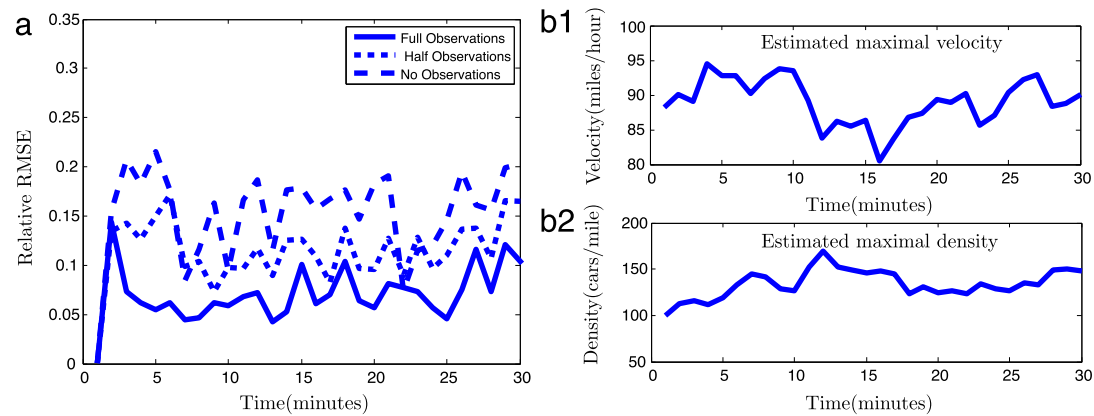 a
0.35
0.3
0.25
0.2
0.15
0.1
0.05
0
Relative RMSE
Full Observations
Half Observations
No Observations
0 5 10 15 20 25 30
Time(minutes)
b1
100
95
90
85
80
Velocity(miles/hour)
Estimated maximal velocity
0 5 10 15 20 25 30
Time(minutes)
b2
200
150
100
50
Density(cars/mile)
Estimated maximal density
0 5 10 15 20 25 30
Time(minutes)